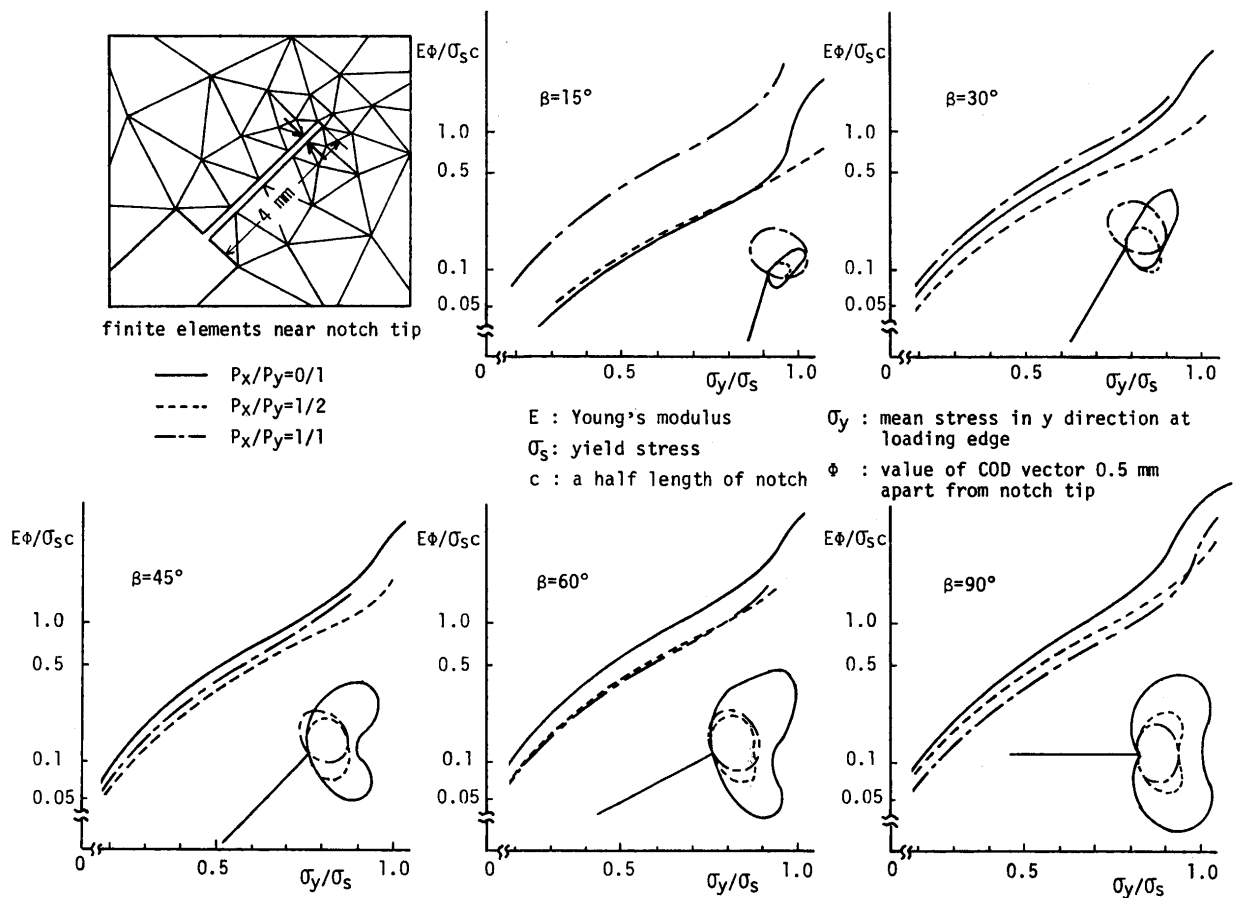 4 mm
finite elements near notch tip
Px/Py=0/1
Px/Py=1/2
Px/Py=1/1
EΦ/σsc
β=15°
1.0
0.5
0.1
0.05
0
0.5
1.0
σy/σs
EΦ/σsc
β=30°
1.0
0.5
0.1
0.05
0
0.5
1.0
σy/σs
E : Young's modulus
σs: yield stress
c : a half length of notch
σy : mean stress in y direction at
loading edge
Φ : value of COD vector 0.5 mm
apart from notch tip
EΦ/σsc
β=45°
1.0
0.5
0.1
0.05
0
0.5
1.0
σy/σs
EΦ/σsc
β=60°
1.0
0.5
0.1
0.05
0
0.5
1.0
σy/σs
EΦ/σsc
β=90°
1.0
0.5
0.1
0.05
0
0.5
1.0
σy/σs